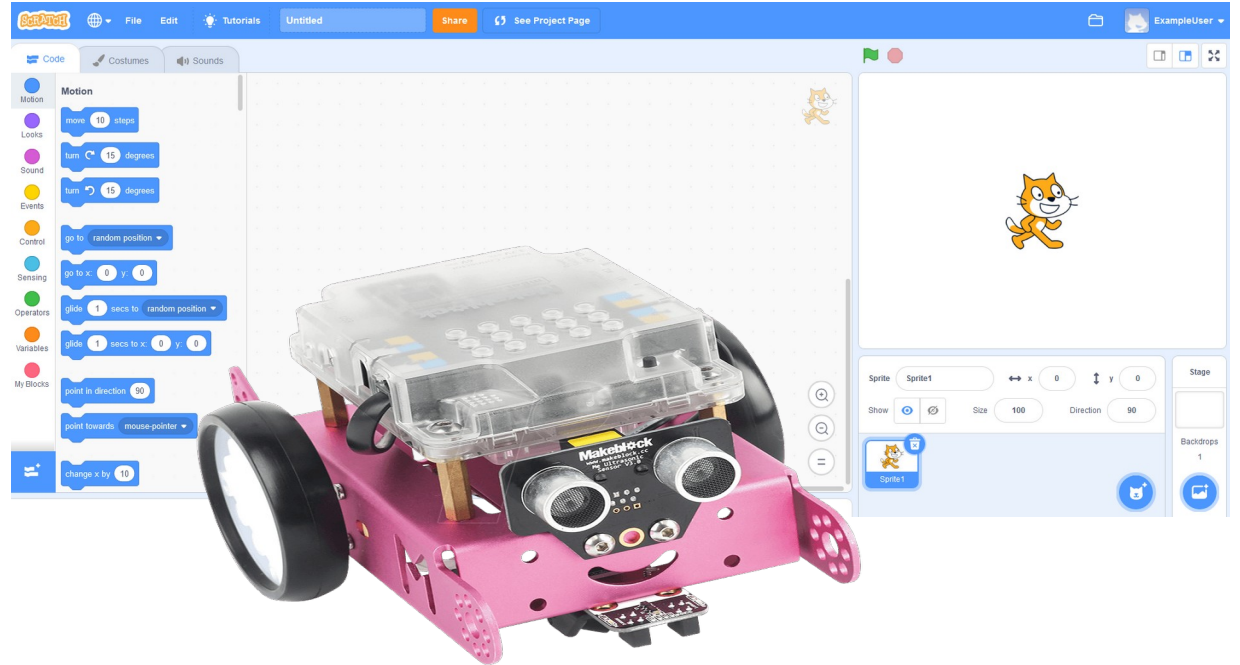 SCRATCH
File Edit Tutorials Untitled Share See Project Page ExampleUser
Code Costumes Sounds
Motion
Looks
Sound
Events
Control
Sensing
Operators
Variables
My Blocks
Motion
move 10 steps
turn 15 degrees
turn 15 degrees
go to random position
go to x: 0 y: 0
glide 1 secs to random position
glide 1 secs to x: 0 y: 0
point in direction 90
point towards mouse-pointer
change x by 10
Makeblock
www.makeblock.cc
Me Ultrasonic
Sensor V3.0
Sprite Sprite1 x 0 y 0
Show Size 100 Direction 90
Sprite1
Stage
Backdrops
1